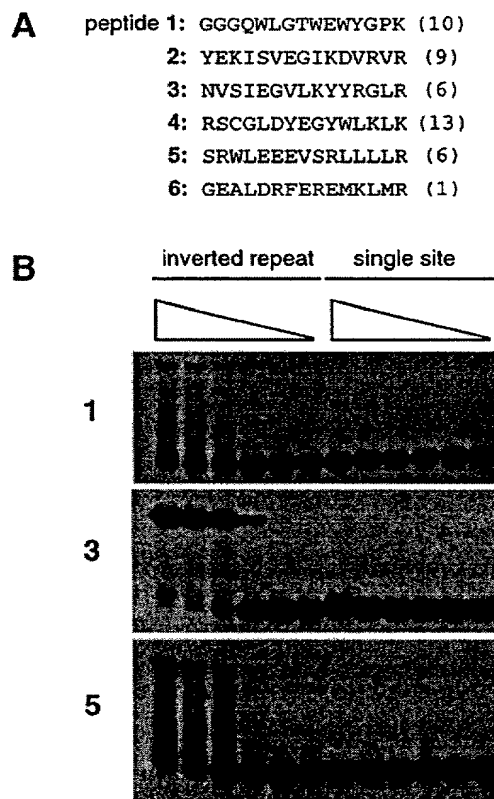 A
peptide 1: GGGQWLGTWEWYGPK (10)
2: YEKISVEGIKDVRVR (9)
3: NVSIEGVLKYYRGLR (6)
4: RSCGLDYEGYWLKLK (13)
5: SRWLEEEVSRLLLLR (6)
6: GEALDRFEREMKLMR (1)
B
inverted repeat single site
1
3
5